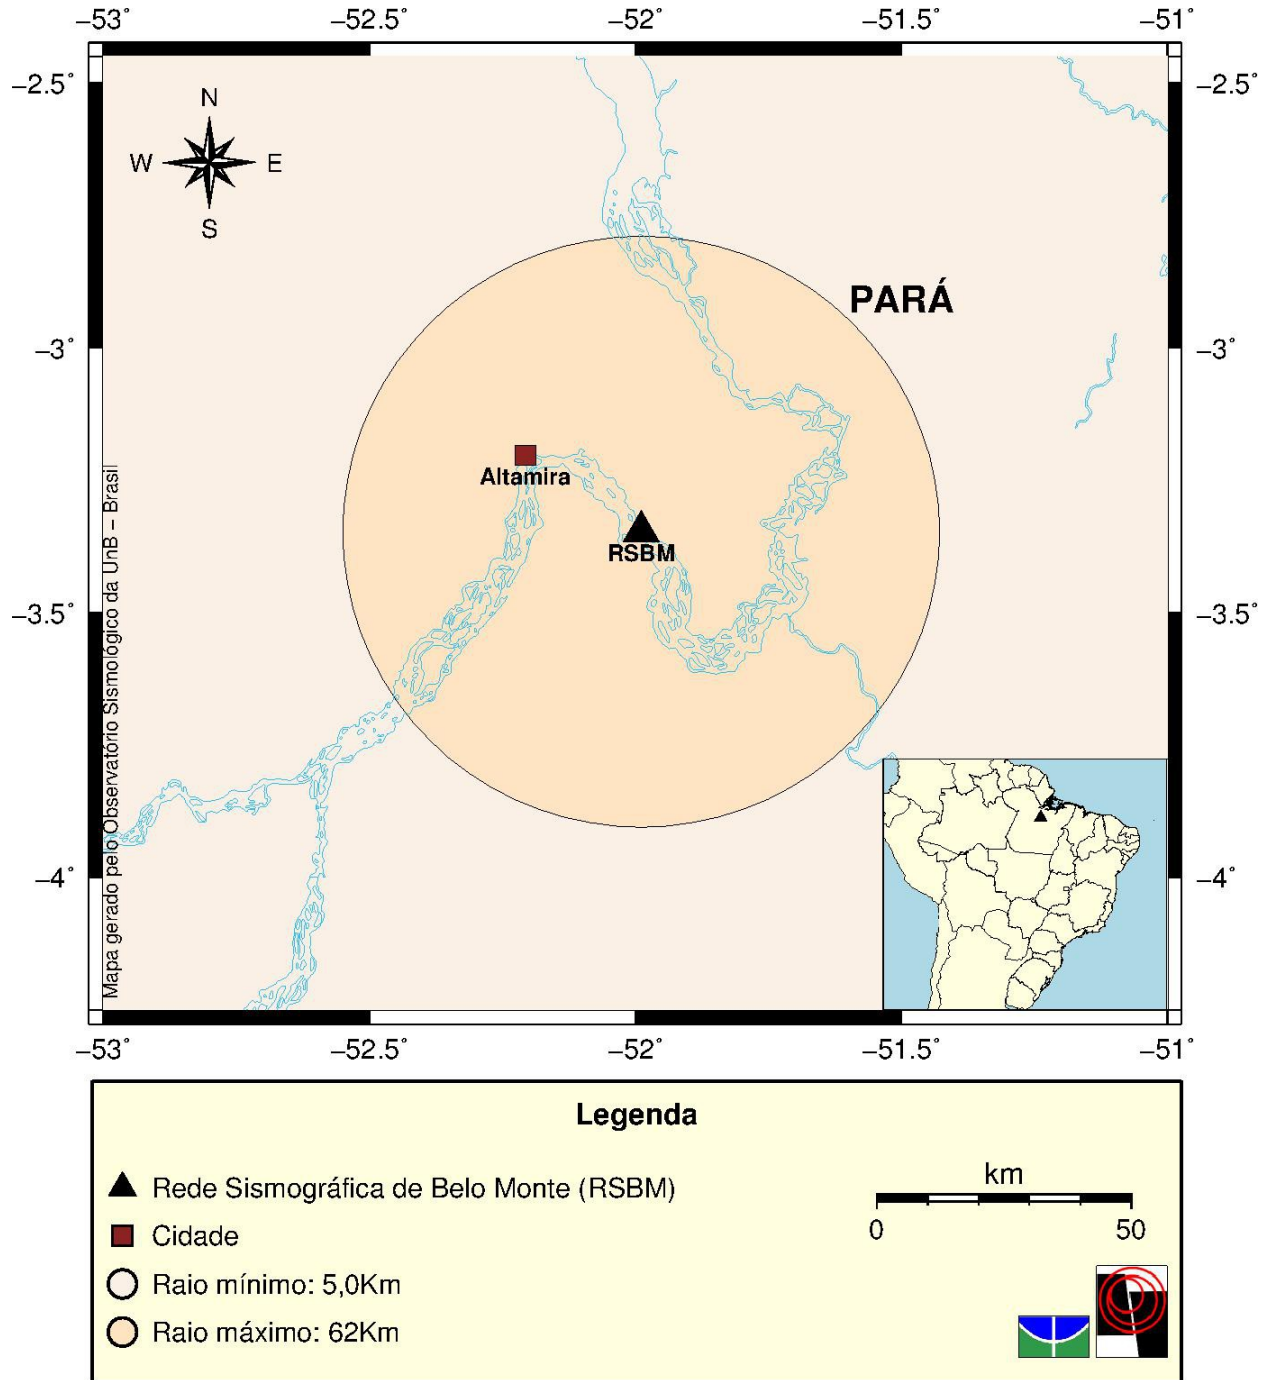 −53˚ −52.5˚ −52˚ −51.5˚ −51˚
−2.5˚ −2.5˚
N
W E
S
PARÁ
−3˚ −3˚
Altamira
RSBM
−3.5˚ −3.5˚
−4˚ −4˚
Mapa gerado pelo Observatório Sismológico da UnB − Brasil
−53˚ −52.5˚ −52˚ −51.5˚ −51˚
Legenda
Rede Sismográfica de Belo Monte (RSBM)
Cidade
Raio mínimo: 5,0Km
Raio máximo: 62Km
km
0 50